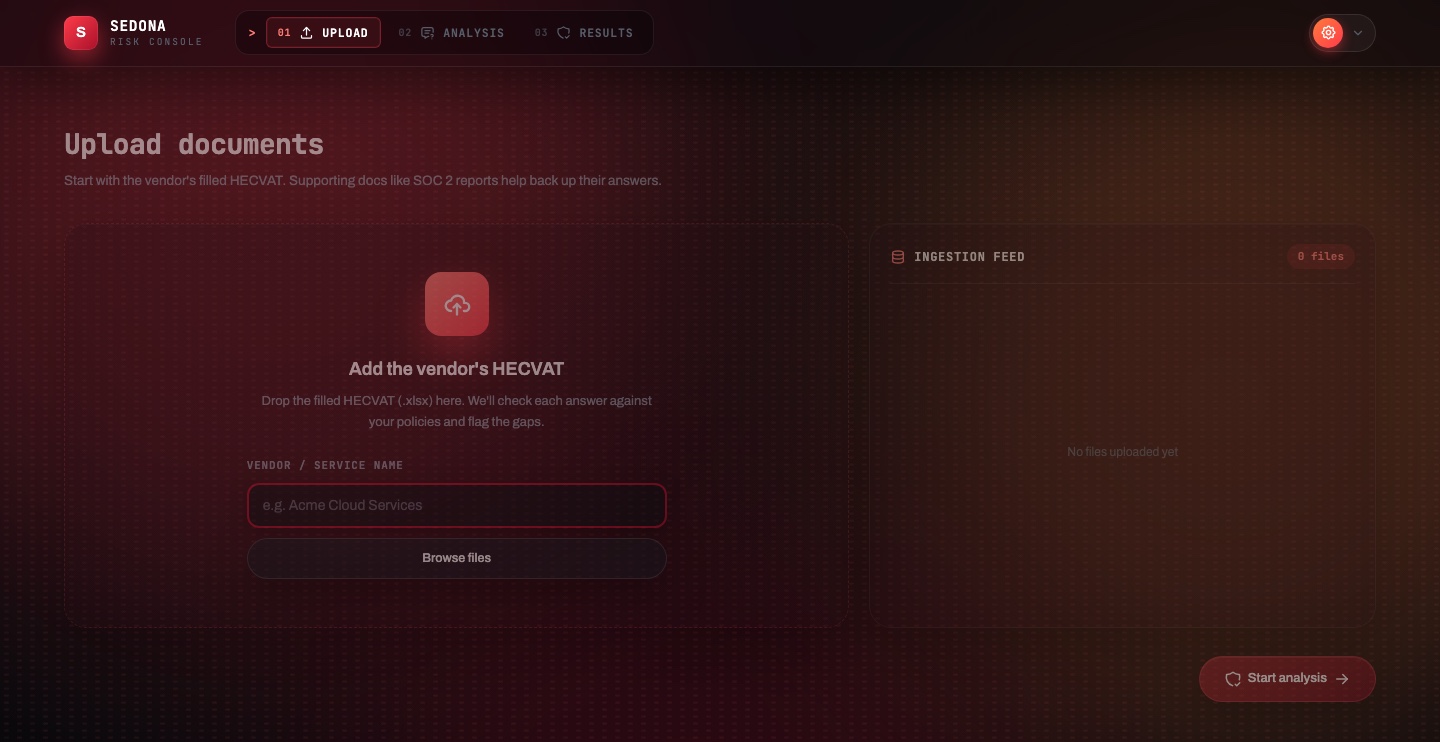 S
SEDONA
RISK CONSOLE
> 01 UPLOAD
02 ANALYSIS
03 RESULTS
Upload documents
Start with the vendor's filled HECVAT. Supporting docs like SOC 2 reports help back up their answers.
Add the vendor's HECVAT
Drop the filled HECVAT (.xlsx) here. We'll check each answer against
your policies and flag the gaps.
VENDOR / SERVICE NAME
e.g. Acme Cloud Services
Browse files
INGESTION FEED
0 files
No files uploaded yet
Start analysis